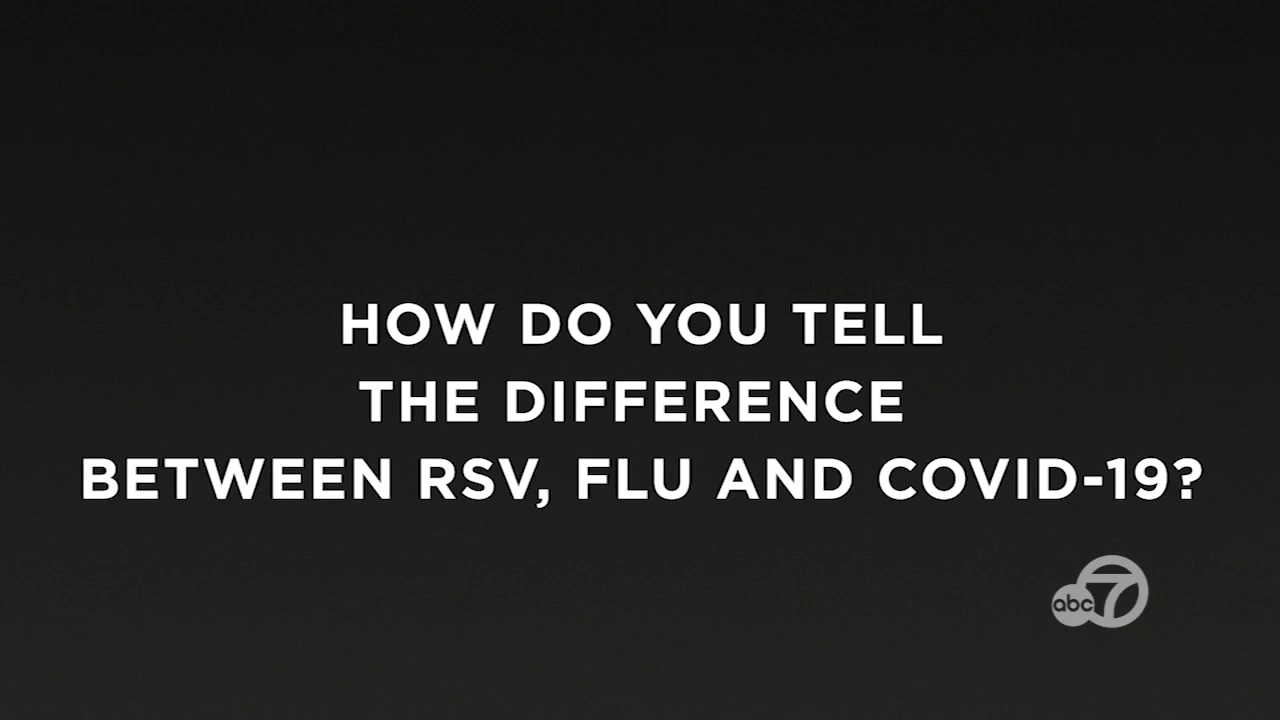 HOW DO YOU TELL
THE DIFFERENCE
BETWEEN RSV, FLU AND COVID-19?
abc 7